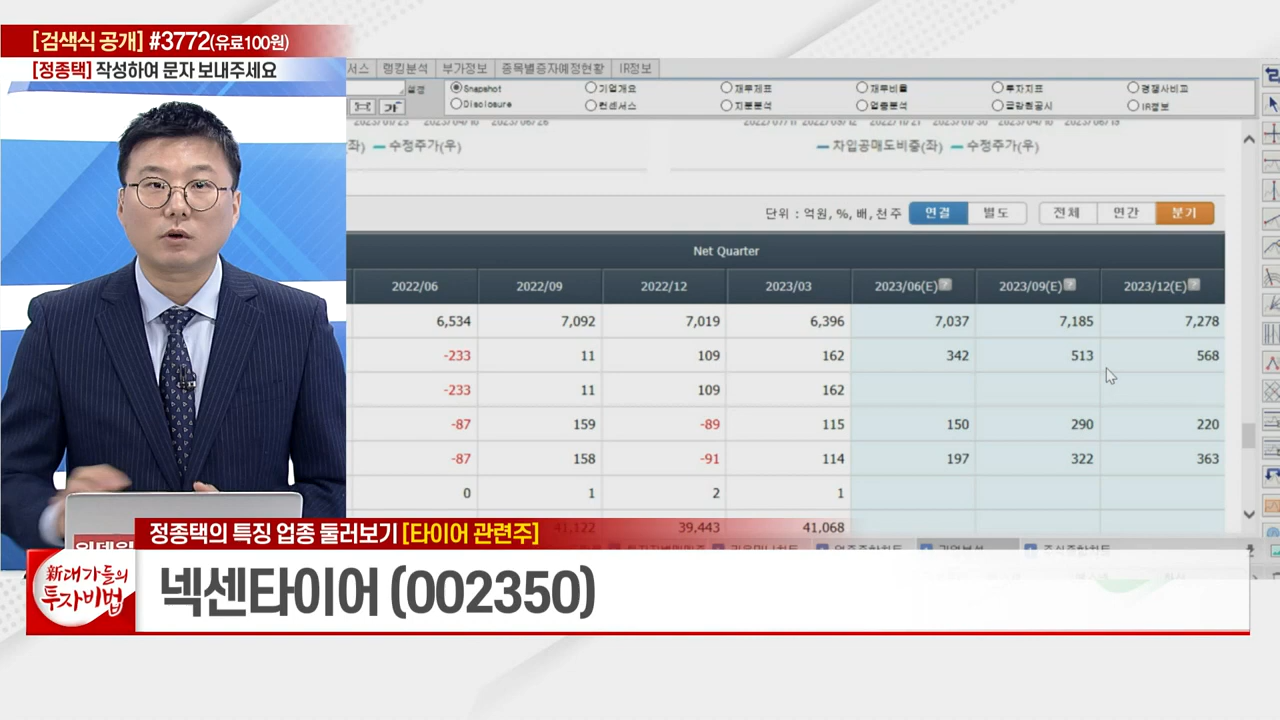 [검색식 공개] #3772(유료100원)
[정종택] 작성하여 문자 보내주세요
서스 랭킹분석 부가정보 종목별증자예정현황 IR정보
설정 Snapshot 기업개요 재무제표 재무비율 투자지표 경쟁사비교
가 Disclosure 컨센서스 지분분석 업종분석 금감원공시 IR정보
좌) 수정주가(우) 차입공매도비중(좌) 수정주가(우)
단위 : 억원, %, 배, 천주 연결 별도 전체 연간 분기
Net Quarter
2022/06 2022/09 2022/12 2023/03 2023/06(E) 2023/09(E) 2023/12(E)
6,534 7,092 7,019 6,396 7,037 7,185 7,278
-233 11 109 162 342 513 568
-233 11 109 162
-87 159 -89 115 150 290 220
-87 158 -91 114 197 322 363
0 1 2 1
41,122 39,443 41,068
정종택의 특징 업종 둘러보기 [타이어 관련주]
新대가들의
투자비법
넥센타이어 (002350)